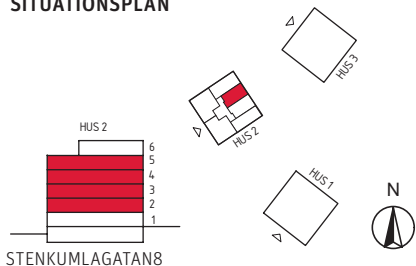 SITUATIONSPLAN
HUS 3
HUS 2
HUS 2
6
5
4
3
2
1
HUS 1
N
STENKUMLAGATAN8